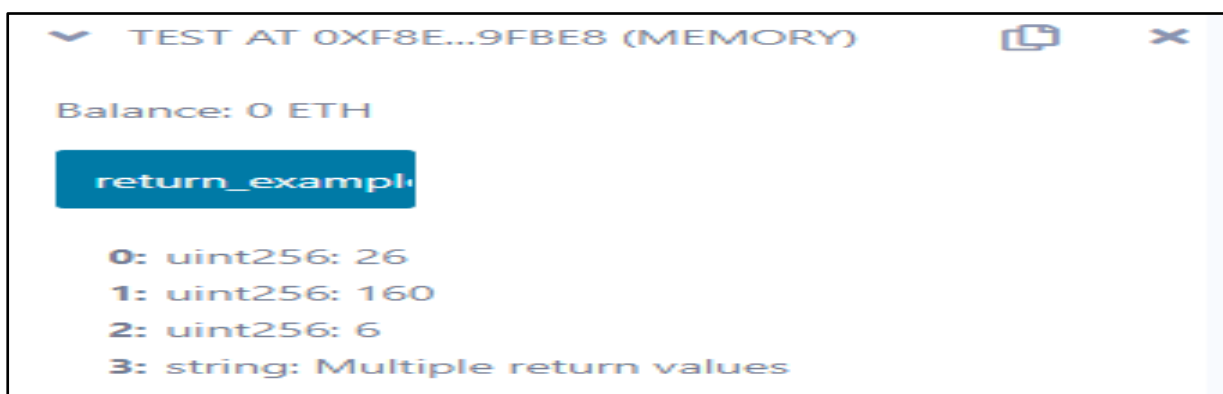 TEST AT 0XF8E...9FBE8 (MEMORY)
Balance: 0 ETH
return_exampl
0: uint256: 26
1: uint256: 160
2: uint256: 6
3: string: Multiple return values